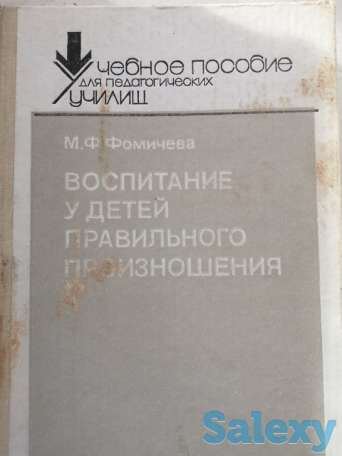 Учебное пособие
для педагогических
училищ
М.Ф.Фомичева
ВОСПИТАНИЕ
У ДЕТЕЙ
ПРАВИЛЬНОГО
ПРОИЗНОШЕНИЯ
Salexy